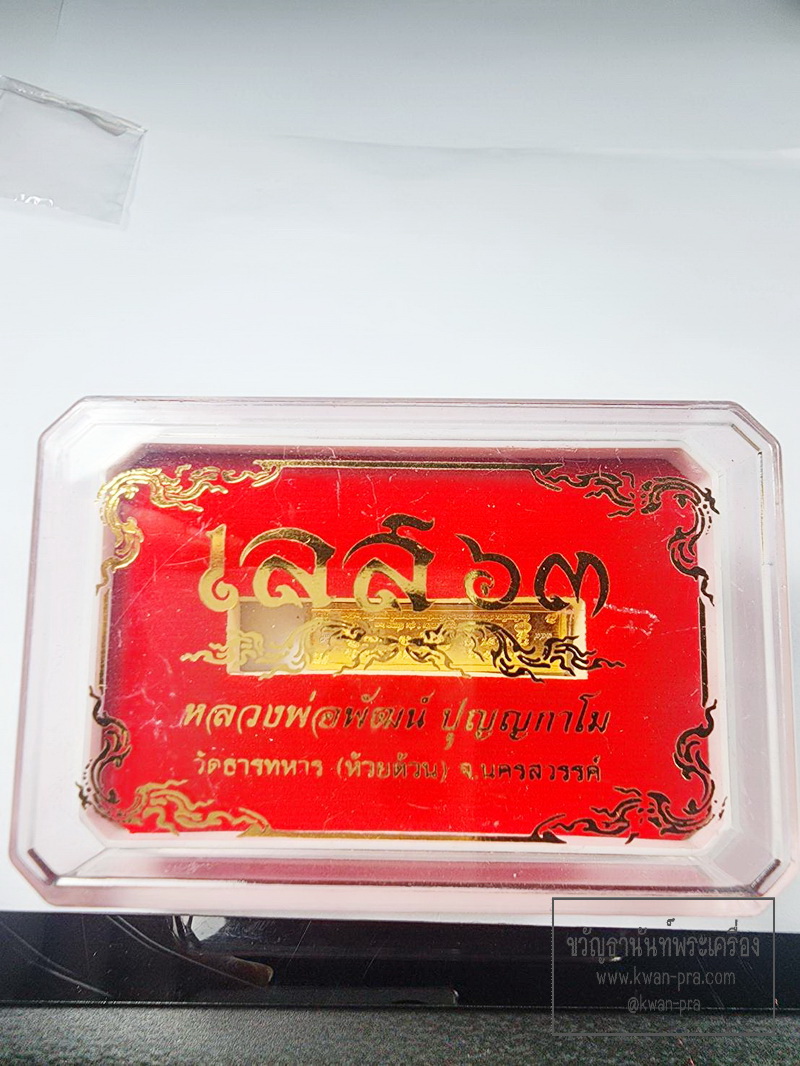 เสลี ๖๓
หลวงพ่อพัฒน์ ปุญญกาโม
วัดธารทหาร (ห้วยด้วน) จ.นครสวรรค์
ขวัญธานันท์พระเครื่อง
www.kwan-pra.com
@kwan-pra